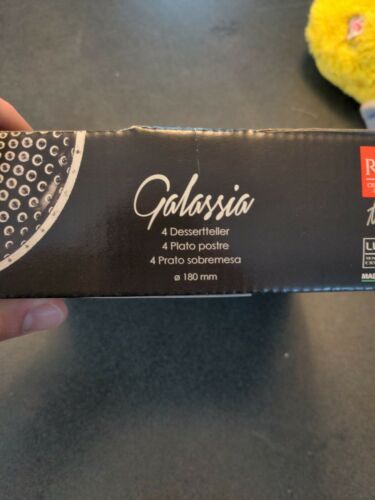 Galassia
4 Dessertteller
4 Plato postre
4 Prato sobremesa
ø 180 mm